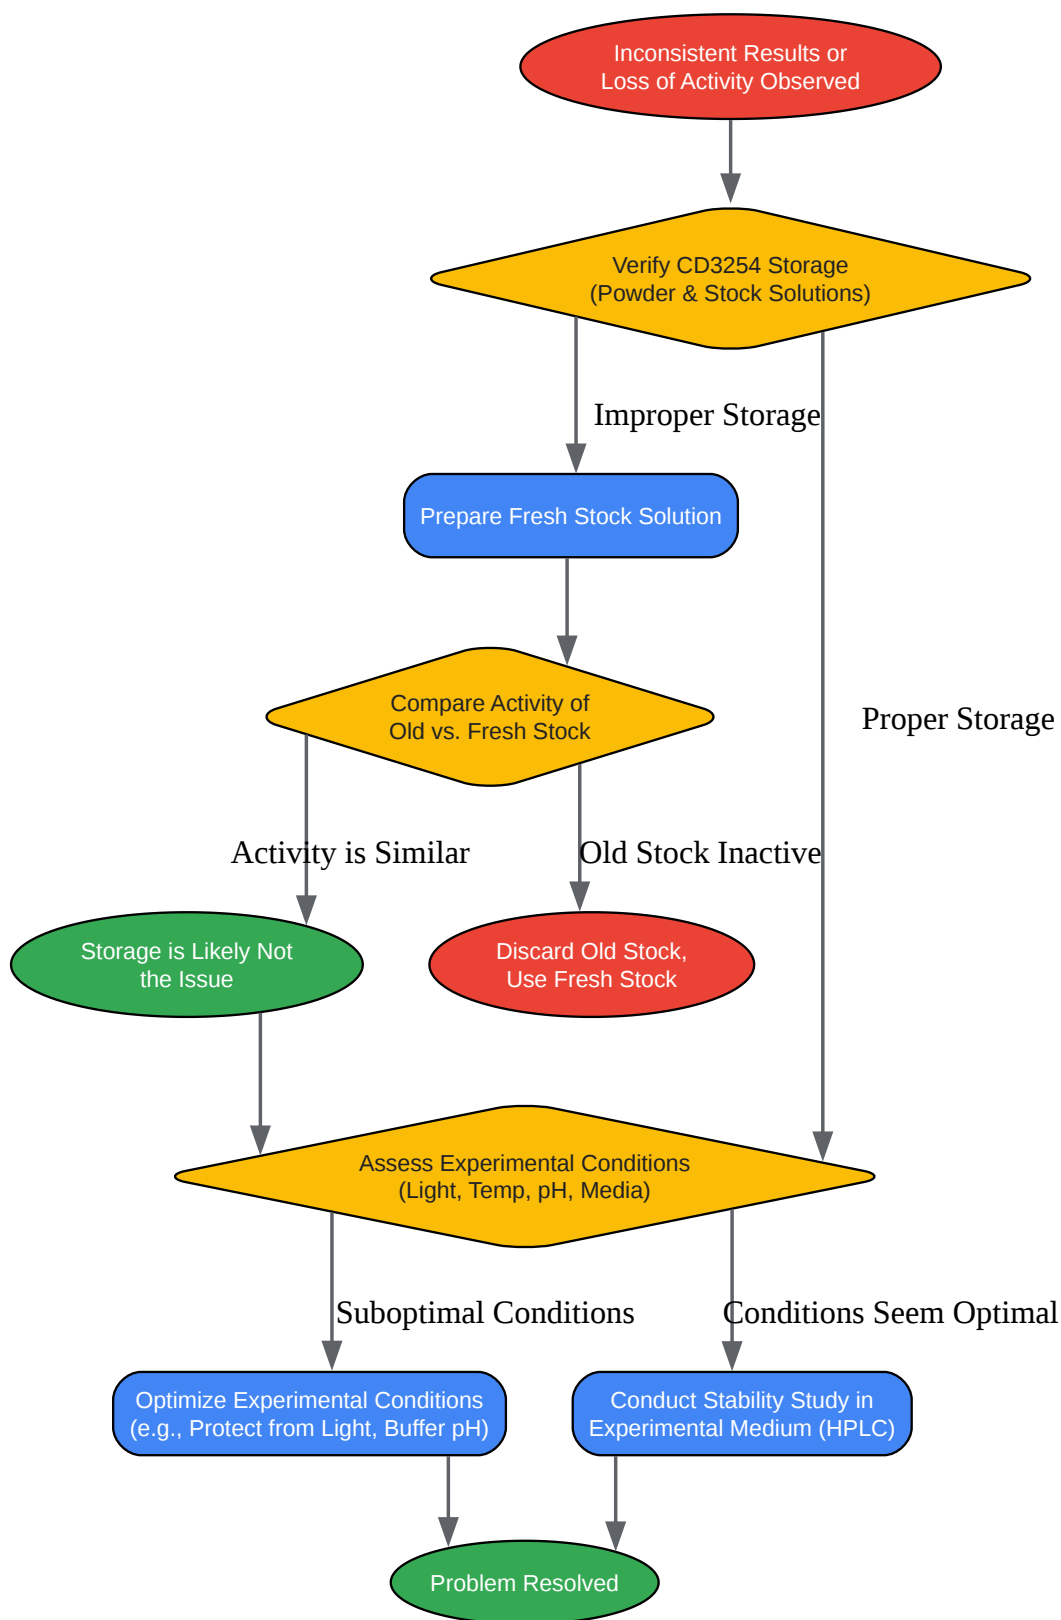 Inconsistent Results or
Loss of Activity Observed
Verify CD3254 Storage
(Powder & Stock Solutions)
Improper Storage
Prepare Fresh Stock Solution
Compare Activity of
Old vs. Fresh Stock
Proper Storage
Activity is Similar
Old Stock Inactive
Storage is Likely Not
the Issue
Discard Old Stock,
Use Fresh Stock
Assess Experimental Conditions
(Light, Temp, pH, Media)
Suboptimal Conditions
Conditions Seem Optimal
Optimize Experimental Conditions
(e.g., Protect from Light, Buffer pH)
Conduct Stability Study in
Experimental Medium (HPLC)
Problem Resolved